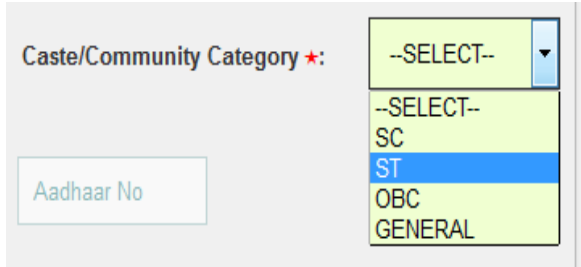 Caste/Community Category ★: --SELECT--
--SELECT--
SC
ST
OBC
GENERAL
Aadhaar No